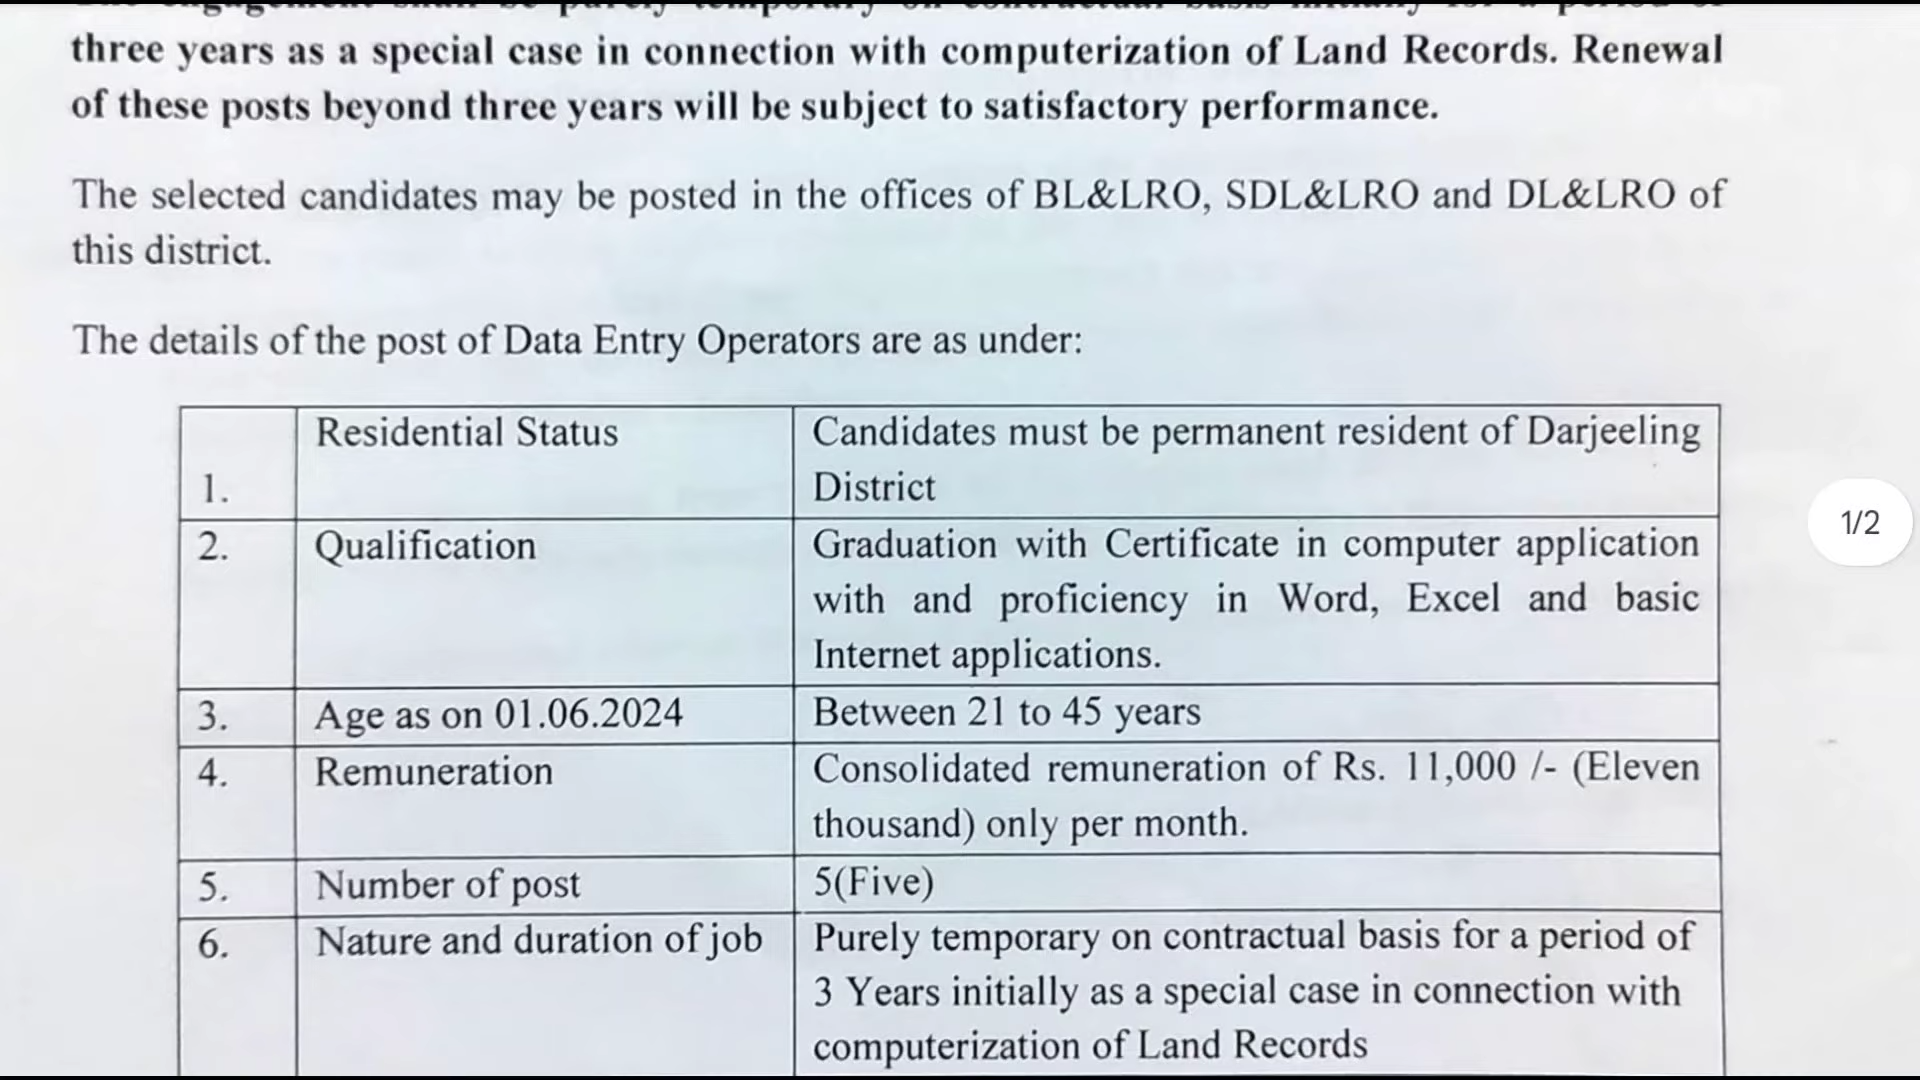 three years as a special case in connection with computerization of Land Records. Renewal
of these posts beyond three years will be subject to satisfactory performance.
The selected candidates may be posted in the offices of BL&LRO, SDL&LRO and DL&LRO of
this district.
The details of the post of Data Entry Operators are as under:
Residential Status
Candidates must be permanent resident of Darjeeling
1.
District
2.
Qualification
Graduation with Certificate in computer application
with and proficiency in Word, Excel and basic
Internet applications.
3.
Age as on 01.06.2024
Between 21 to 45 years
4.
Remuneration
Consolidated remuneration of Rs. 11,000 /- (Eleven
thousand) only per month.
5.
Number of post
5(Five)
6.
Nature and duration of job
Purely temporary on contractual basis for a period of
3 Years initially as a special case in connection with
computerization of Land Records
1/2